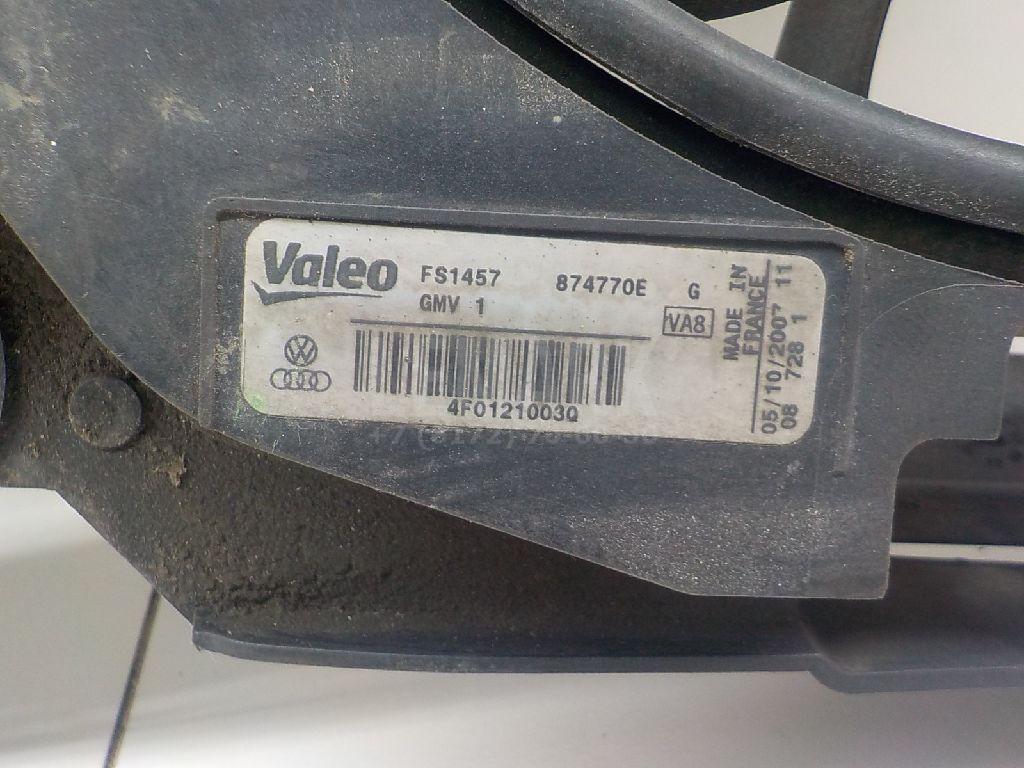 Valeo FS1457 874770E G
GMV 1
VA8
MADE IN
FRANCE
05/10/2007 11
08 728 1
4F0121003Q